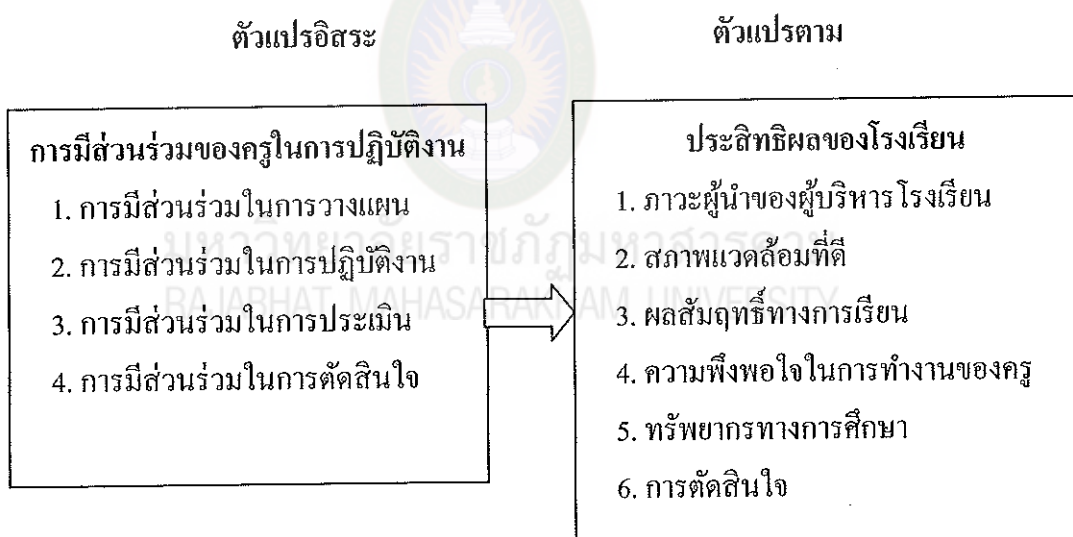 ตัวแปรอิสระ
ตัวแปรตาม
การมีส่วนร่วมของครูในการปฏิบัติงาน
1. การมีส่วนร่วมในการวางแผน
2. การมีส่วนร่วมในการปฏิบัติงาน
3. การมีส่วนร่วมในการประเมิน
4. การมีส่วนร่วมในการตัดสินใจ
ประสิทธิผลของโรงเรียน
1. ภาวะผู้นำของผู้บริหารโรงเรียน
2. สภาพแวดล้อมที่ดี
3. ผลสัมฤทธิ์ทางการเรียน
4. ความพึงพอใจในการทำงานของครู
5. ทรัพยากรทางการศึกษา
6. การตัดสินใจ
มหาวิทยาลัยราชภัฏมหาสารคาม
RAJABHAT MAHASARAKHAM UNIVERSITY